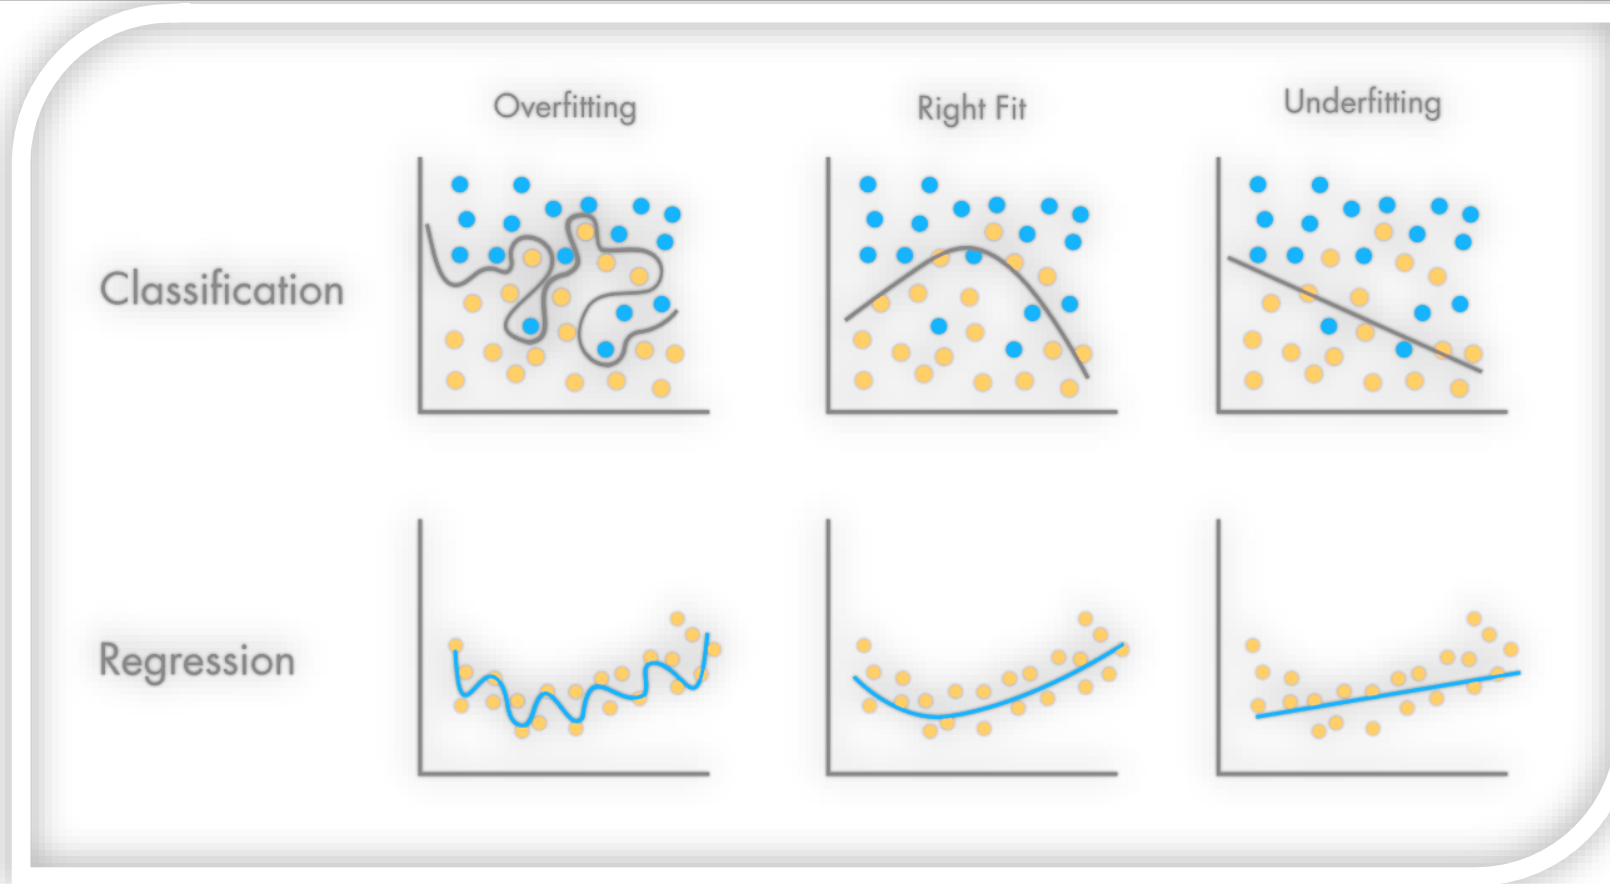 Overfitting
Right Fit
Underfitting
Classification
Regression